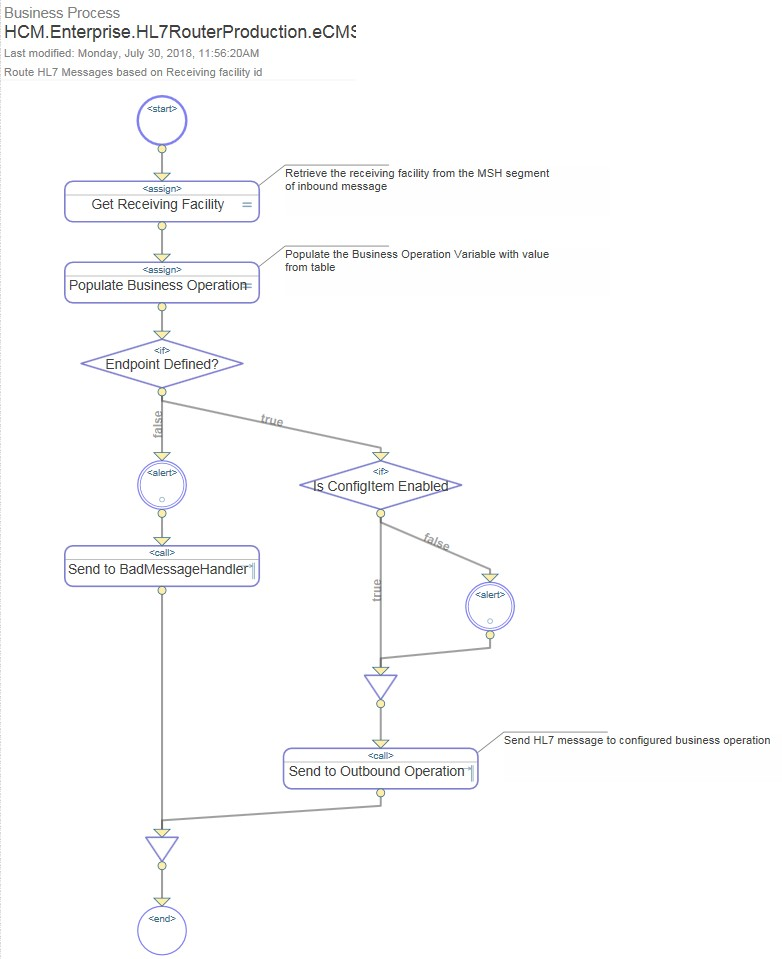 Business Process
HCM.Enterprise.HL7RouterProduction.eCMS
Last modified: Monday, July 30, 2018, 11:56:20AM
Route HL7 Messages based on Receiving facility id
<start>
<assign>
Get Receiving Facility
Retrieve the receiving facility from the MSH segment
of inbound message
<assign>
Populate Business Operation
Populate the Business Operation Variable with value
from table
<if>
Endpoint Defined?
false
true
<alert>
<if>
Is ConfigItem Enabled
<call>
Send to BadMessageHandler
true
false
<alert>
<call>
Send to Outbound Operation
Send HL7 message to configured business operation
<end>